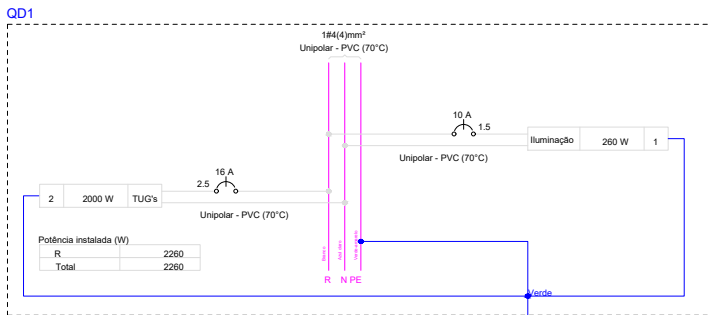 QD1
1#4(4)mm²
Unipolar - PVC (70°C)
10 A
1.5
Iluminação 260 W 1
Unipolar - PVC (70°C)
16 A
2.5
2 2000 W TUG's
Unipolar - PVC (70°C)
Potência instalada (W)
R 2260
Total 2260
R N PE
Verde